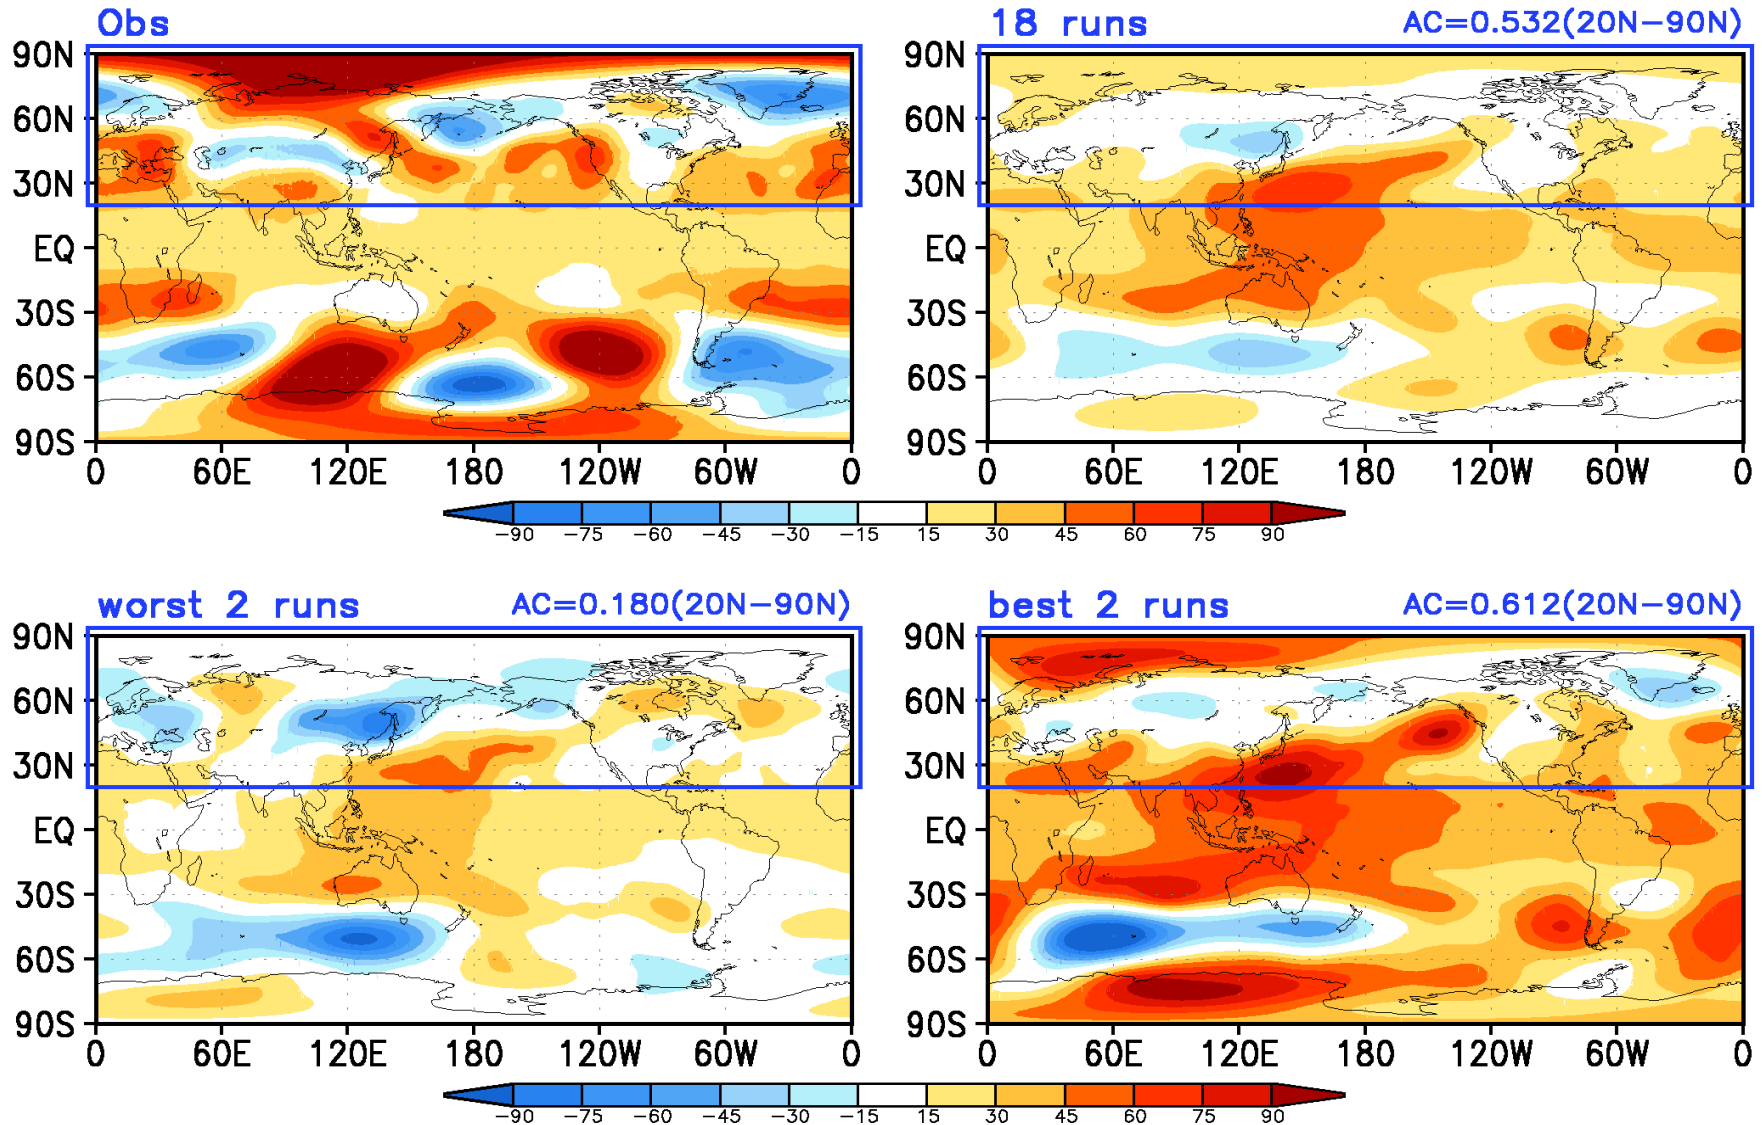 Obs
18 runs AC=0.532(20N−90N)
90N 90N
60N 60N
30N 30N
EQ EQ
30S 30S
60S 60S
90S 90S
0 60E 120E 180 120W 60W 0 0 60E 120E 180 120W 60W 0
−90 −75 −60 −45 −30 −15 15 30 45 60 75 90
worst 2 runs AC=0.180(20N−90N)
best 2 runs AC=0.612(20N−90N)
90N 90N
60N 60N
30N 30N
EQ EQ
30S 30S
60S 60S
90S 90S
0 60E 120E 180 120W 60W 0 0 60E 120E 180 120W 60W 0
−90 −75 −60 −45 −30 −15 15 30 45 60 75 90